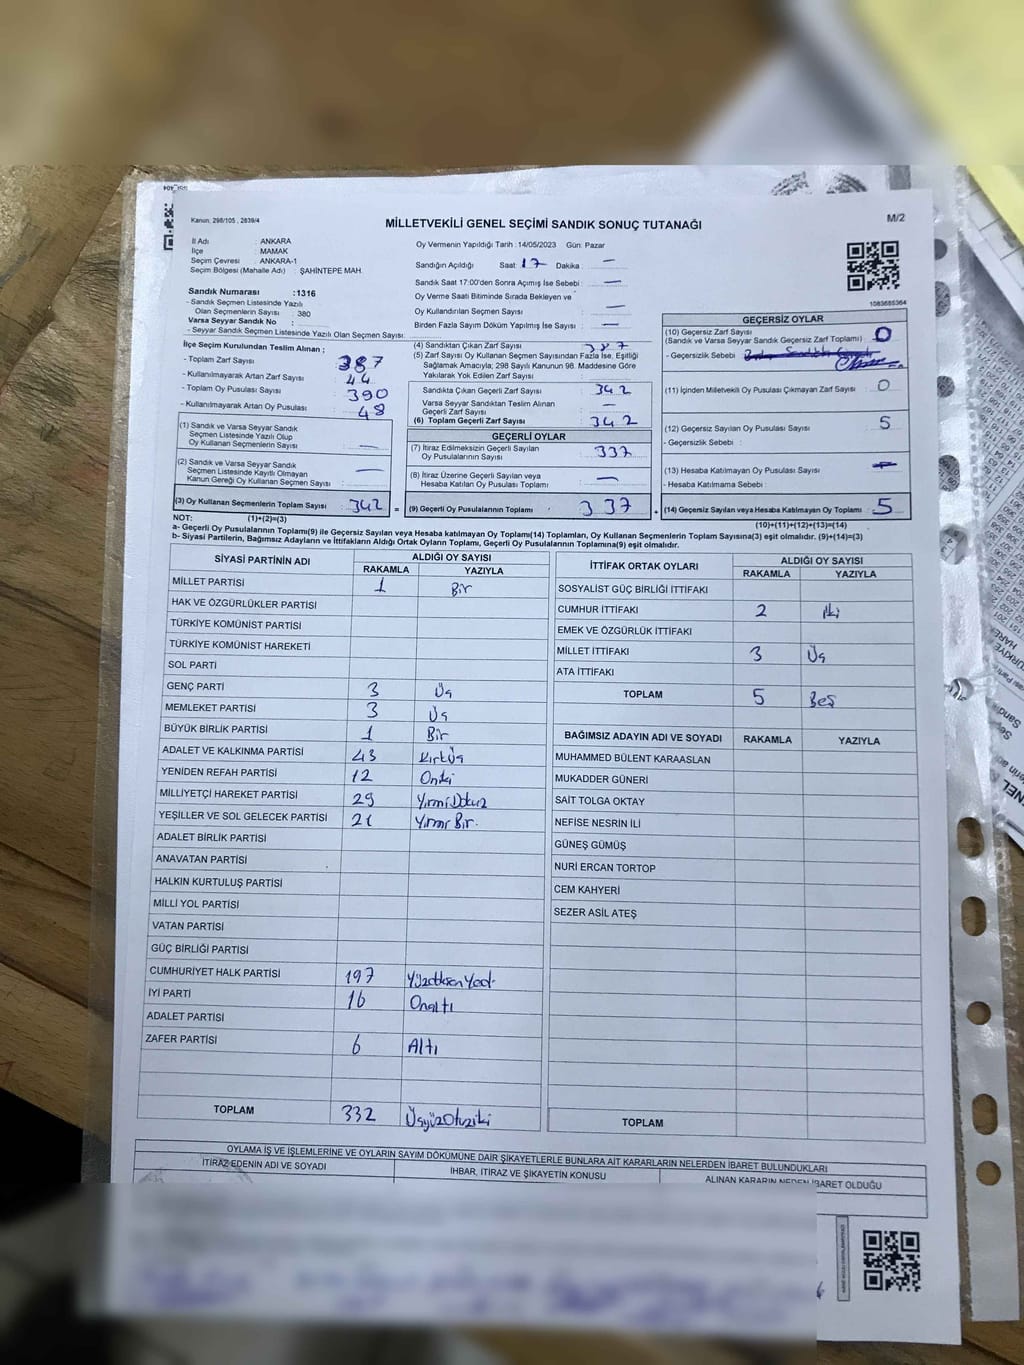 Kanun, 298/105 , 2839/4
MİLLETVEKİLİ GENEL SEÇİMİ SANDIK SONUÇ TUTANAĞI
M/2
İl Adı : ANKARA
İlçe : MAMAK
Seçim Çevresi : ANKARA-1
Seçim Bölgesi (Mahalle Adı) : ŞAHİNTEPE MAH.
Oy Vermenin Yapıldığı Tarih : 14/05/2023 Gün: Pazar
Sandığın Açıldığı Saat: 17 Dakika : —
Sandık Saat 17:00'den Sonra Açımış İse Sebebi : —
Oy Verme Saati Bitiminde Sırada Bekleyen ve
Oy Kullandırılan Seçmen Sayısı : —
Birden Fazla Sayım Döküm Yapılmış İse Sayısı : —
1083685364
Sandık Numarası :1316
- Sandık Seçmen Listesinde Yazılı
Olan Seçmenlerin Sayısı : 380
Varsa Seyyar Sandık No :
- Seyyar Sandık Seçmen Listesinde Yazılı Olan Seçmen Sayısı:
İlçe Seçim Kurulundan Teslim Alınan ;
- Toplam Zarf Sayısı : 387
- Kullanılmayarak Artan Zarf Sayısı : 44
- Toplam Oy Pusulası Sayısı : 390
- Kullanılmayarak Artan Oy Pusulası : 48
(1) Sandık ve Varsa Seyyar Sandık
Seçmen Listesinde Yazılı Olup
Oy Kullanan Seçmenlerin Sayısı : —
(2) Sandık ve Varsa Seyyar Sandık
Seçmen Listesinde Kayıtlı Olmayan
Kanun Gereği Oy Kullanan Seçmen Sayısı : —
(3) Oy Kullanan Seçmenlerin Toplam Sayısı : 342
(1)+(2)=(3)
(4) Sandıktan Çıkan Zarf Sayısı :
(5) Zarf Sayısı Oy Kullanan Seçmen Sayısından Fazla İse, Eşitliği
Sağlamak Amacıyla; 298 Sayılı Kanunun 98. Maddesine Göre
Yakılarak Yok Edilen Zarf Sayısı :
Sandıkta Çıkan Geçerli Zarf Sayısı : 342
Varsa Seyyar Sandıktan Teslim Alınan
Geçerli Zarf Sayısı : —
(6) Toplam Geçerli Zarf Sayısı : 342
GEÇERLİ OYLAR
(7) İtiraz Edilmeksizin Geçerli Sayılan
Oy Pusulalarının Sayısı : 337
(8) İtiraz Üzerine Geçerli Sayılan veya
Hesaba Katılan Oy Pusulası Toplamı : —
= (9) Geçerli Oy Pusulalarının Toplamı : 337
GEÇERSİZ OYLAR
(10) Geçersiz Zarf Sayısı
(Sandık ve Varsa Seyyar Sandık Geçersiz Zarf Toplamı) : 0
- Geçersizlik Sebebi :
(11) İçinden Milletvekili Oy Pusulası Çıkmayan Zarf Sayısı : 0
(12) Geçersiz Sayılan Oy Pusulası Sayısı : 5
- Geçersizlik Sebebi :
(13) Hesaba Katılmayan Oy Pusulası Sayısı : —
- Hesaba Katılmama Sebebi :
+ (14) Geçersiz Sayılan veya Hesaba Katılmayan Oy Toplamı : 5
(10)+(11)+(12)+(13)=(14)
NOT:
a- Geçerli Oy Pusulalarının Toplamı(9) ile Geçersiz Sayılan veya Hesaba katılmayan Oy Toplamı(14) Toplamları, Oy Kullanan Seçmenlerin Toplam Sayısına(3) eşit olmalıdır. (9)+(14)=(3)
b- Siyasi Partilerin, Bağımsız Adayların ve İttifakların Aldığı Ortak Oyların Toplamı, Geçerli Oy Pusulalarının Toplamına(9) eşit olmalıdır.
SİYASİ PARTİNİN ADI ALDIĞI OY SAYISI
RAKAMLA YAZIYLA
MİLLET PARTİSİ 1 Bir
HAK VE ÖZGÜRLÜKLER PARTİSİ
TÜRKİYE KOMÜNİST PARTİSİ
TÜRKİYE KOMÜNİST HAREKETİ
SOL PARTİ
GENÇ PARTİ 3 Üç
MEMLEKET PARTİSİ 3 Üç
BÜYÜK BİRLİK PARTİSİ 1 Bir
ADALET VE KALKINMA PARTİSİ 43 KırkÜç
YENİDEN REFAH PARTİSİ 12 Oniki
MİLLİYETÇİ HAREKET PARTİSİ 29 YirmiDokuz
YEŞİLLER VE SOL GELECEK PARTİSİ 21 Yirmi Bir.
ADALET BİRLİK PARTİSİ
ANAVATAN PARTİSİ
HALKIN KURTULUŞ PARTİSİ
MİLLİ YOL PARTİSİ
VATAN PARTİSİ
GÜÇ BİRLİĞİ PARTİSİ
CUMHURİYET HALK PARTİSİ 197
İYİ PARTİ 16 Onaltı
ADALET PARTİSİ
ZAFER PARTİSİ 6 Altı
TOPLAM 332 Üçyüzotuziki
İTTİFAK ORTAK OYLARI ALDIĞI OY SAYISI
RAKAMLA YAZIYLA
SOSYALİST GÜÇ BİRLİĞİ İTTİFAKI
CUMHUR İTTİFAKI 2 İki
EMEK VE ÖZGÜRLÜK İTTİFAKI
MİLLET İTTİFAKI 3 Üç
ATA İTTİFAKI
TOPLAM 5 Beş
BAĞIMSIZ ADAYIN ADI VE SOYADI RAKAMLA YAZIYLA
MUHAMMED BÜLENT KARAASLAN
MUKADDER GÜNERİ
SAİT TOLGA OKTAY
NEFİSE NESRİN İLİ
GÜNEŞ GÜMÜŞ
NURİ ERCAN TORTOP
CEM KAHYERİ
SEZER ASİL ATEŞ
TOPLAM
OYLAMA İŞ VE İŞLEMLERİNE VE OYLARIN SAYIM DÖKÜMÜNE DAİR ŞİKAYETLERLE BUNLARA AİT KARARLARIN NELERDEN İBARET BULUNDUKLARI
İTİRAZ EDENİN ADI VE SOYADI İHBAR, İTİRAZ VE ŞİKAYETİN KONUSU ALINAN KARARIN NEDEN İBARET OLDUĞU